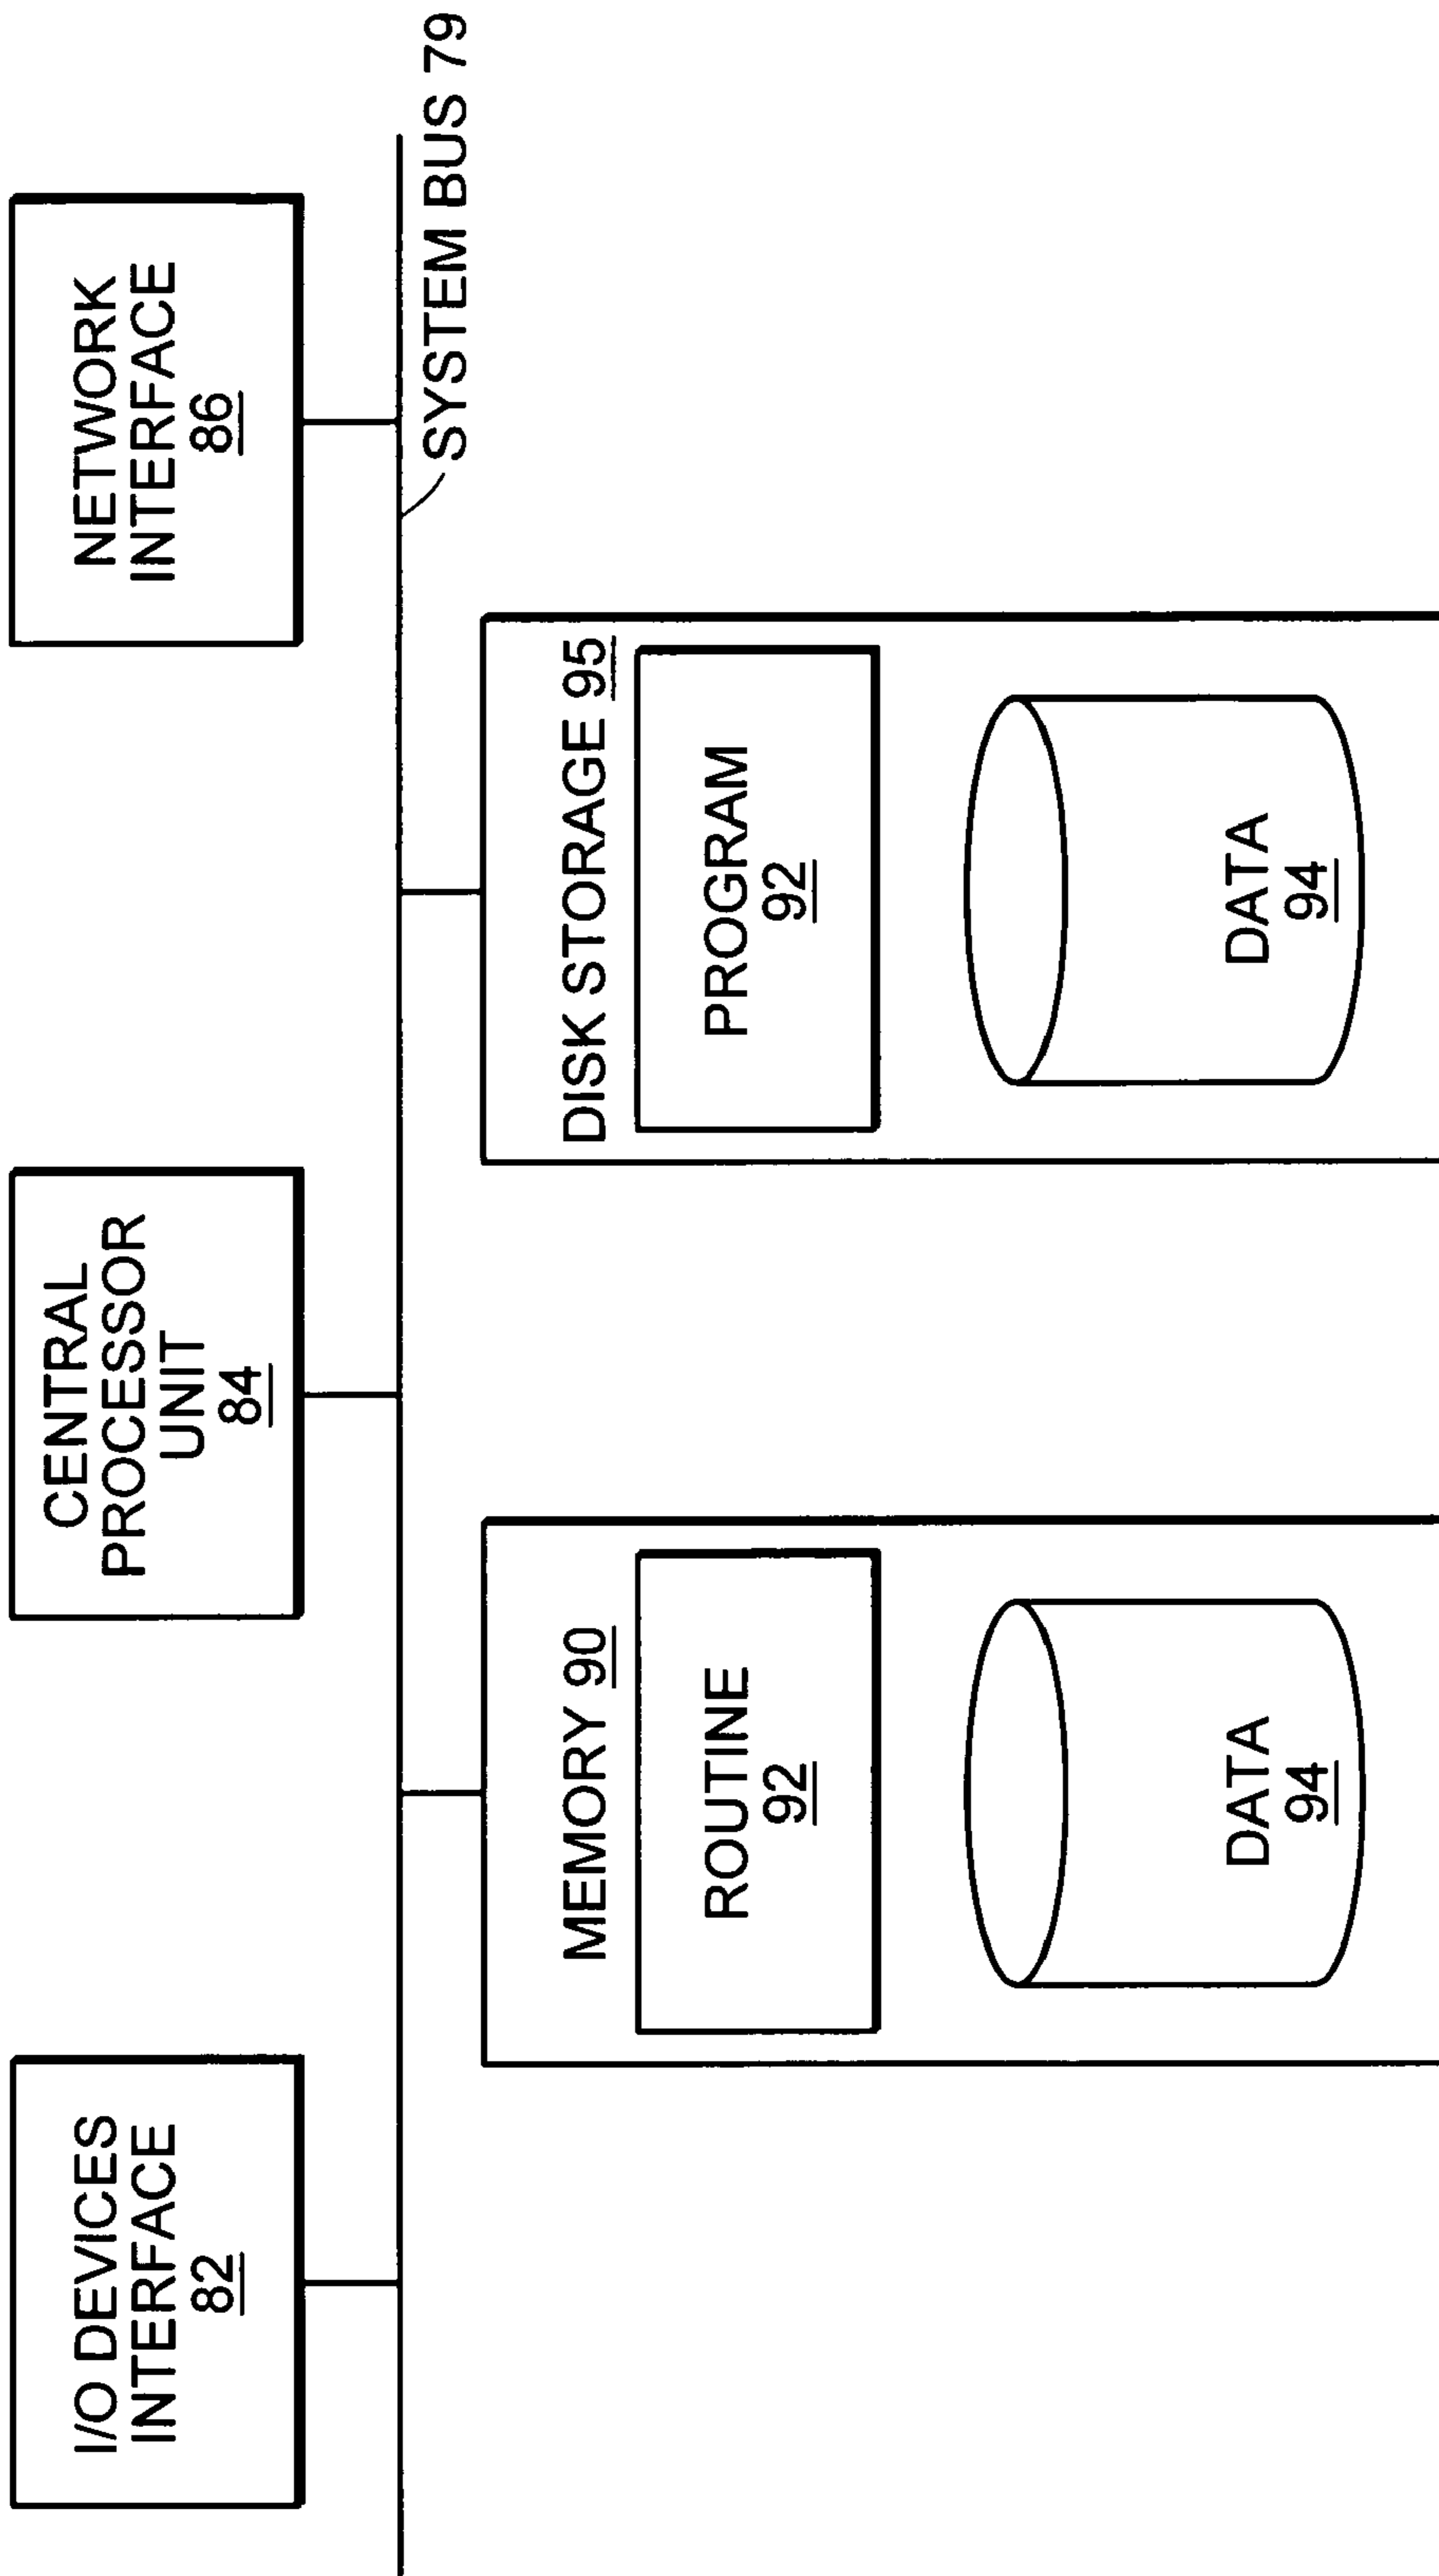 I/O DEVICES
INTERFACE
82
CENTRAL
PROCESSOR
UNIT
84
NETWORK
INTERFACE
86
SYSTEM BUS 79
MEMORY 90
ROUTINE
92
DATA
94
DISK STORAGE 95
PROGRAM
92
DATA
94